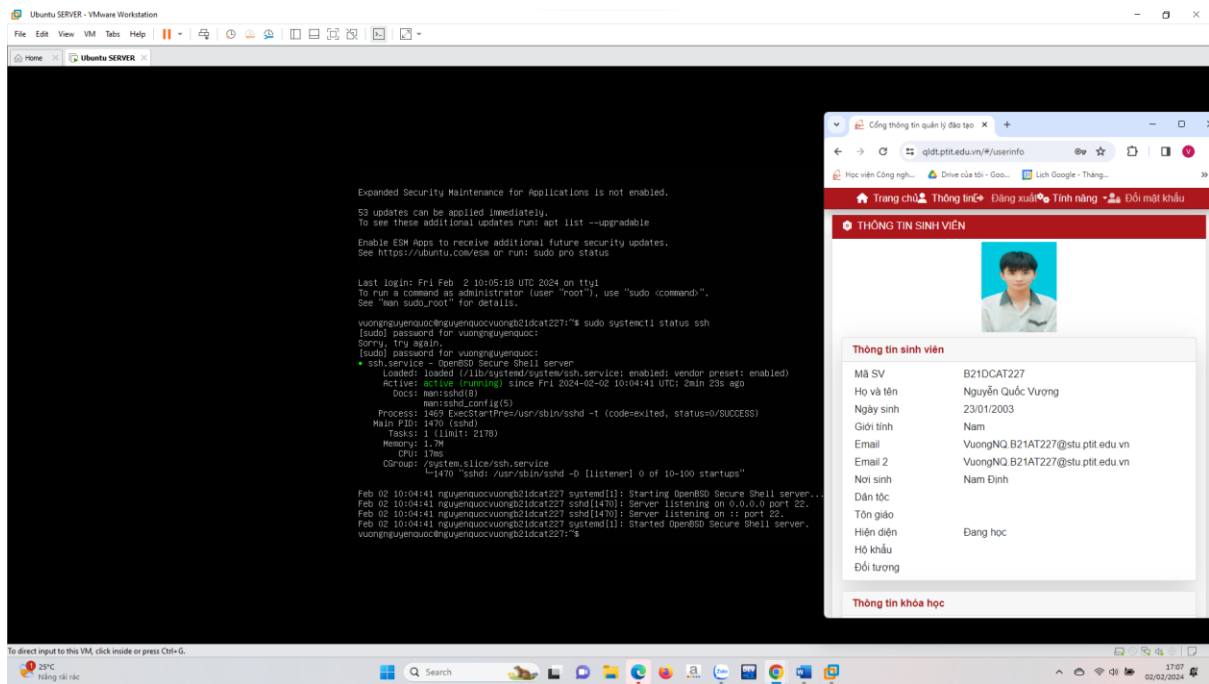 Ubuntu SERVER - VMware Workstation
File Edit View VM Tabs Help
Home Ubuntu SERVER
Expanded Security Maintenance for Applications is not enabled.
53 updates can be applied immediately.
To see these additional updates run: apt list --upgradable
Enable ESM Apps to receive additional future security updates.
See https://ubuntu.com/esm or run: sudo pro status
Last login: Fri Feb 2 10:05:18 UTC 2024 on tty1
To run a command as administrator (user "root"), use "sudo <command>".
See "man sudo_root" for details.
vuongnguyenquoc@nguyenquocvuongb21dcat227:~$ sudo systemctl status ssh
[sudo] password for vuongnguyenquoc:
Sorry, try again.
[sudo] password for vuongnguyenquoc:
● ssh.service - OpenBSD Secure Shell server
Loaded: loaded (/lib/systemd/system/ssh.service; enabled; vendor preset: enabled)
Active: active (running) since Fri 2024-02-02 10:04:41 UTC; 2min 23s ago
Docs: man:sshd(8)
man:sshd_config(5)
Process: 1469 ExecStartPre=/usr/sbin/sshd -t (code=exited, status=0/SUCCESS)
Main PID: 1470 (sshd)
Tasks: 1 (limit: 2178)
Memory: 1.7M
CPU: 17ms
CGroup: /system.slice/ssh.service
└─1470 "sshd: /usr/sbin/sshd -D [listener] 0 of 10-100 startups"
Feb 02 10:04:41 nguyenquocvuongb21dcat227 systemd[1]: Starting OpenBSD Secure Shell server...
Feb 02 10:04:41 nguyenquocvuongb21dcat227 sshd[1470]: Server listening on 0.0.0.0 port 22.
Feb 02 10:04:41 nguyenquocvuongb21dcat227 sshd[1470]: Server listening on :: port 22.
Feb 02 10:04:41 nguyenquocvuongb21dcat227 systemd[1]: Started OpenBSD Secure Shell server.
vuongnguyenquoc@nguyenquocvuongb21dcat227:~$
Cổng thông tin quản lý đào tạo
qldt.ptit.edu.vn/#/userinfo
V
Học viện Công ngh... Drive của tôi - Goo... Lịch Google - Tháng...
Trang chủ Thông tin Đăng xuất Tính năng Đổi mật khẩu
THÔNG TIN SINH VIÊN
Thông tin sinh viên
Mã SV B21DCAT227
Họ và tên Nguyễn Quốc Vượng
Ngày sinh 23/01/2003
Giới tính Nam
Email VuongNQ.B21AT227@stu.ptit.edu.vn
Email 2 VuongNQ.B21AT227@stu.ptit.edu.vn
Nơi sinh Nam Định
Dân tộc
Tôn giáo
Hiện diện Đang học
Hộ khẩu
Đối tượng
Thông tin khóa học
To direct input to this VM, click inside or press Ctrl+G.
1
25°C
Nắng rải rác
Search
Zalo
17:07
02/02/2024